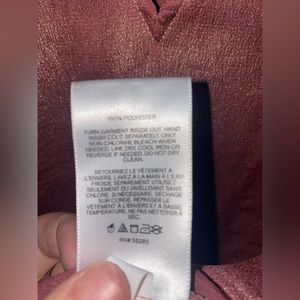 100% POLYESTER
TURN GARMENT INSIDE OUT. HAND
WASH COLD SEPARATELY. ONLY
NON-CHLORINE BLEACH WHEN
NEEDED. LINE DRY. COOL IRON ON
REVERSE IF NEEDED. DO NOT DRY
CLEAN.
RETOURNEZ LE VÊTEMENT À
L'ENVERS. LAVEZ À LA MAIN À L'EAU
FROIDE SÉPARÉMENT. UTILISEZ
SEULEMENT DU JAVELLISANT SANS
CHLORE, SI NÉCESSAIRE. SÉCHAGE
SUR CORDE. REPASSER LE
VÊTEMENT À L'ENVERS ET À BASSE
TEMPÉRATURE. NE PAS NETTOYER À
SEC.
RN# 55285